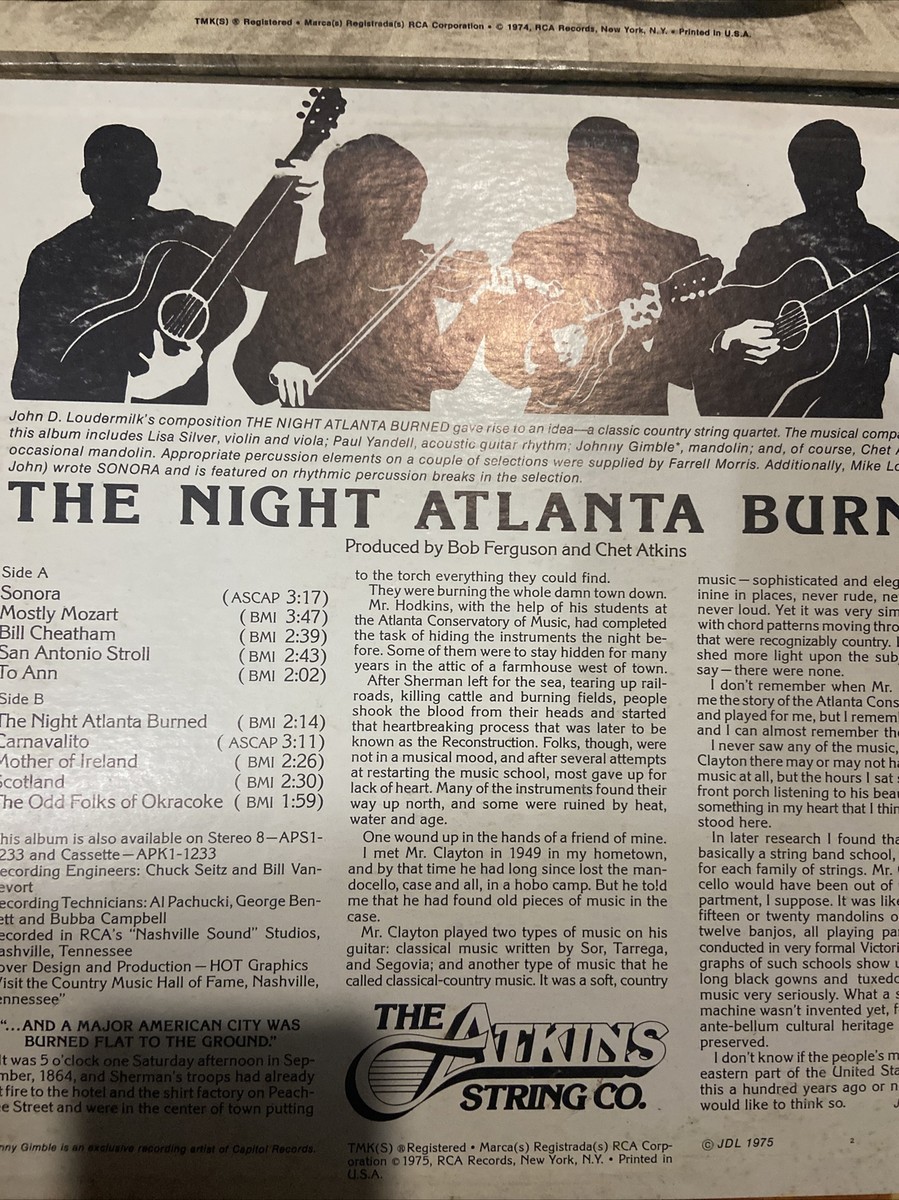 TMK(S) ® Registered • Marca(s) Registrada(s) RCA Corporation • © 1974, RCA Records, New York, N.Y. • Printed in U.S.A.
John D. Loudermilk's composition THE NIGHT ATLANTA BURNED gave rise to an idea—a classic country string quartet. The musical
this album includes Lisa Silver, violin and viola; Paul Yandell, acoustic guitar rhythm; Johnny Gimble*, mandolin; and, of course, Chet
occasional mandolin. Appropriate percussion elements on a couple of selections were supplied by Farrell Morris. Additionally, Mike
John) wrote SONORA and is featured on rhythmic percussion breaks in the selection.
THE NIGHT ATLANTA BURN
Produced by Bob Ferguson and Chet Atkins
Side A
Sonora (ASCAP 3:17)
Mostly Mozart (BMI 3:47)
Bill Cheatham (BMI 2:39)
San Antonio Stroll (BMI 2:43)
To Ann (BMI 2:02)
Side B
The Night Atlanta Burned (BMI 2:14)
Carnavalito (ASCAP 3:11)
Mother of Ireland (BMI 2:26)
Scotland (BMI 2:30)
The Odd Folks of Okracoke (BMI 1:59)
his album is also available on Stereo 8—APS1-
233 and Cassette—APK1-1233
ecording Engineers: Chuck Seitz and Bill Van-
evort
ecording Technicians: Al Pachucki, George Ben-
ett and Bubba Campbell
ecorded in RCA's "Nashville Sound" Studios,
ashville, Tennessee
over Design and Production—HOT Graphics
Visit the Country Music Hall of Fame, Nashville,
ennessee"
"...AND A MAJOR AMERICAN CITY WAS
BURNED FLAT TO THE GROUND."
It was 5 o'clock one Saturday afternoon in Sep-
mber, 1864, and Sherman's troops had already
t fire to the hotel and the shirt factory on Peach-
e Street and were in the center of town putting
to the torch everything they could find.
They were burning the whole damn town down.
Mr. Hodkins, with the help of his students at
the Atlanta Conservatory of Music, had completed
the task of hiding the instruments the night be-
fore. Some of them were to stay hidden for many
years in the attic of a farmhouse west of town.
After Sherman left for the sea, tearing up rail-
roads, killing cattle and burning fields, people
shook the blood from their heads and started
that heartbreaking process that was later to be
known as the Reconstruction. Folks, though, were
not in a musical mood, and after several attempts
at restarting the music school, most gave up for
lack of heart. Many of the instruments found their
way up north, and some were ruined by heat,
water and age.
One wound up in the hands of a friend of mine.
I met Mr. Clayton in 1949 in my hometown,
and by that time he had long since lost the man-
docello, case and all, in a hobo camp. But he told
me that he had found old pieces of music in the
case.
Mr. Clayton played two types of music on his
guitar: classical music written by Sor, Tarrega,
and Segovia; and another type of music that he
called classical-country music. It was a soft, country
THE ATKINS
STRING CO.
music—sophisticated and eleg
inine in places, never rude, ne
never loud. Yet it was very sim
with chord patterns moving thro
that were recognizably country.
shed more light upon the sub
say—there were none.
I don't remember when Mr.
me the story of the Atlanta Cons
and played for me, but I remem
and I can almost remember the
I never saw any of the music,
Clayton there may or may not ha
music at all, but the hours I sat
front porch listening to his beau
something in my heart that I thin
stood here.
In later research I found tha
basically a string band school,
for each family of strings. Mr.
cello would have been out of
partment, I suppose. It was like
fifteen or twenty mandolins o
twelve banjos, all playing pa
conducted in very formal Victori
graphs of such schools show u
long black gowns and tuxedo
music very seriously. What a s
machine wasn't invented yet, f
ante-bellum cultural heritage
preserved.
I don't know if the people's m
eastern part of the United Sta
this a hundred years ago or n
would like to think so. J
nny Gimble is an exclusive recording artist of Capitol Records.
TMK(S) ® Registered • Marca(s) Registrada(s) RCA Corp-
oration © 1975, RCA Records, New York, N.Y. • Printed in
U.S.A.
© JDL 1975 2